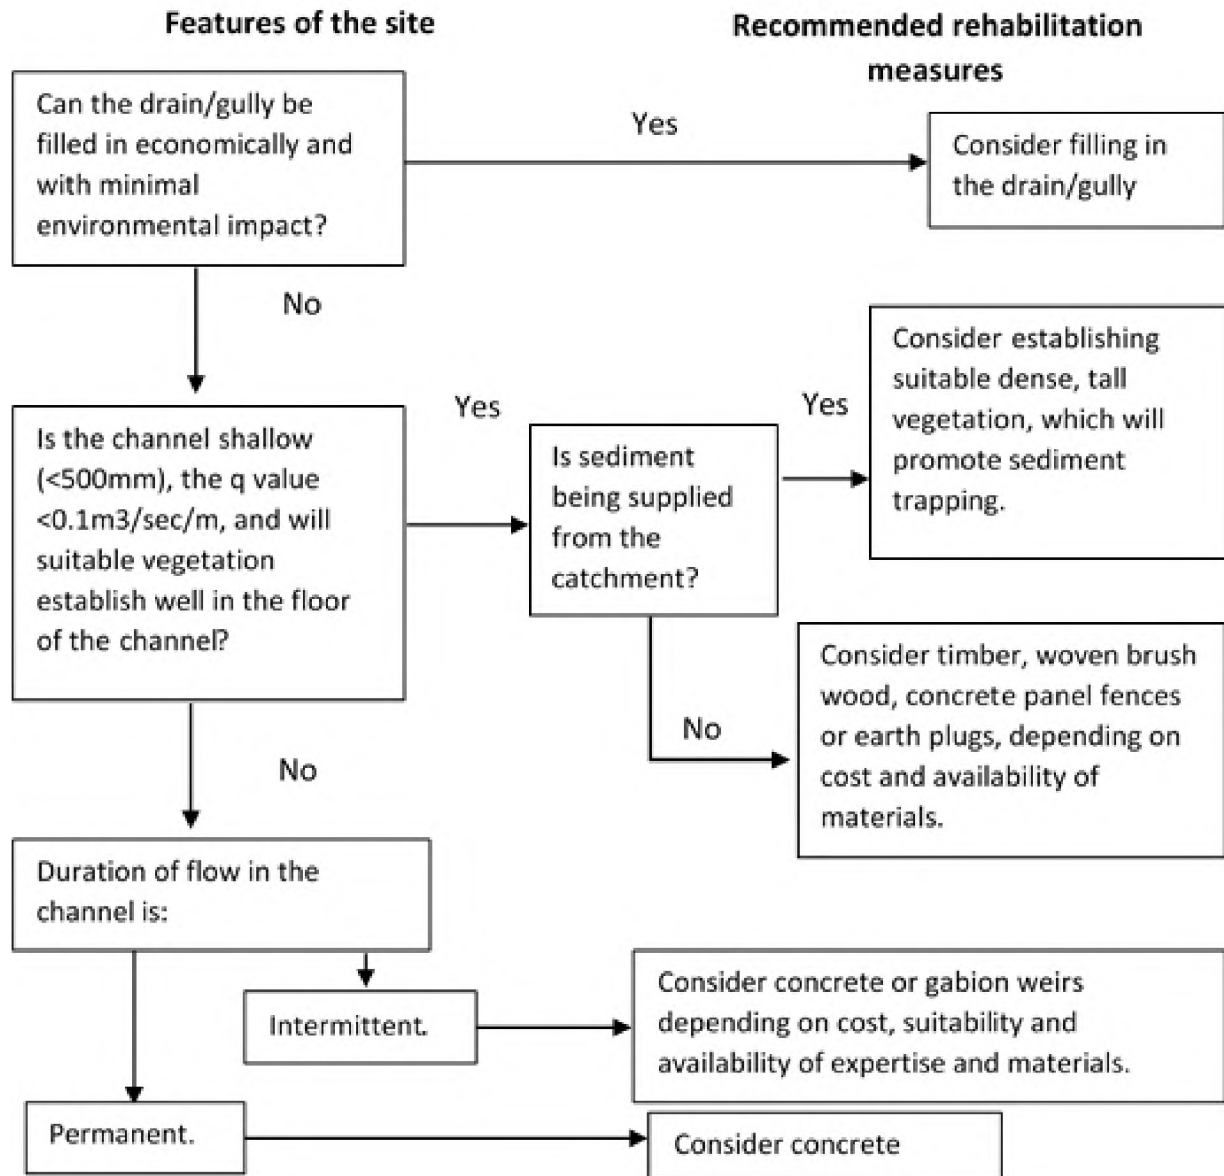 Features of the site
Recommended rehabilitation
measures
Can the drain/gully be
filled in economically and
with minimal
environmental impact?
Yes
Consider filling in
the drain/gully
No
Is the channel shallow
(<500mm), the q value
<0.1m3/sec/m, and will
suitable vegetation
establish well in the floor
of the channel?
Yes
Is sediment
being supplied
from the
catchment?
Yes
Consider establishing
suitable dense, tall
vegetation, which will
promote sediment
trapping.
No
Consider timber, woven brush
wood, concrete panel fences
or earth plugs, depending on
cost and availability of
materials.
No
Duration of flow in the
channel is:
Intermittent.
Consider concrete or gabion weirs
depending on cost, suitability and
availability of expertise and materials.
Permanent.
Consider concrete